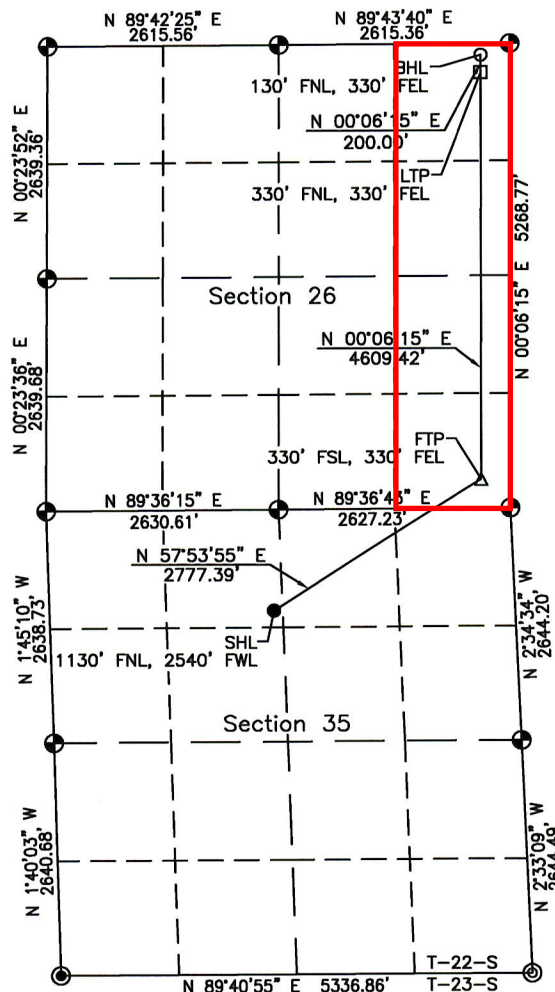 N 89°42'25" E
2615.56'
N 89°43'40" E
2615.36'
BHL
130' FNL, 330' FEL
N 00°06'15" E
200.00'
LTP
330' FNL, 330' FEL
N 00°23'52" E
2639.36'
N 00°06'15" E 5268.77'
Section 26
N 00°06'15" E
4609.42'
N 00°23'36" E
2639.68'
FTP
330' FSL, 330' FEL
N 89°36'15" E
2630.61'
N 89°36'43" E
2627.23'
N 57°53'55" E
2777.39'
N 1°45'10" W
2638.73'
N 2°34'34" W
2644.20'
SHL
1130' FNL, 2540' FWL
Section 35
N 1°40'03" W
2640.68'
N 2°33'09" W
2644.49'
T-22-S
N 89°40'55" E 5336.86' T-23-S